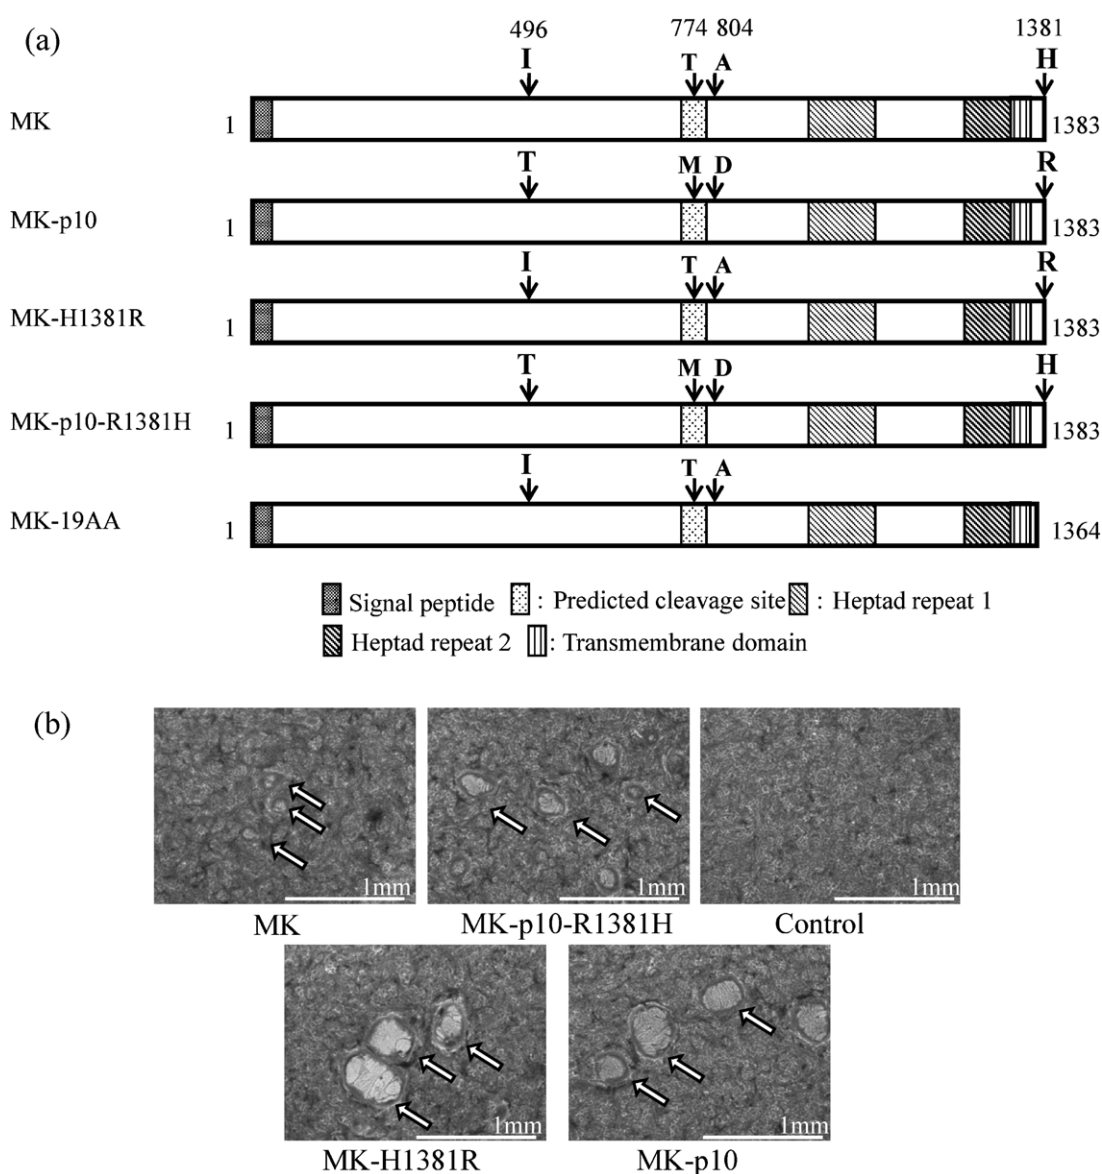 (a)
496 774 804 1381
I T A H
MK 1 1383
T M D R
MK-p10 1 1383
I T A R
MK-H1381R 1 1383
T M D H
MK-p10-R1381H 1 1383
I T A
MK-19AA 1 1364
Signal peptide : Predicted cleavage site : Heptad repeat 1
Heptad repeat 2 : Transmembrane domain
(b)
1mm 1mm 1mm
MK MK-p10-R1381H Control
1mm 1mm
MK-H1381R MK-p10